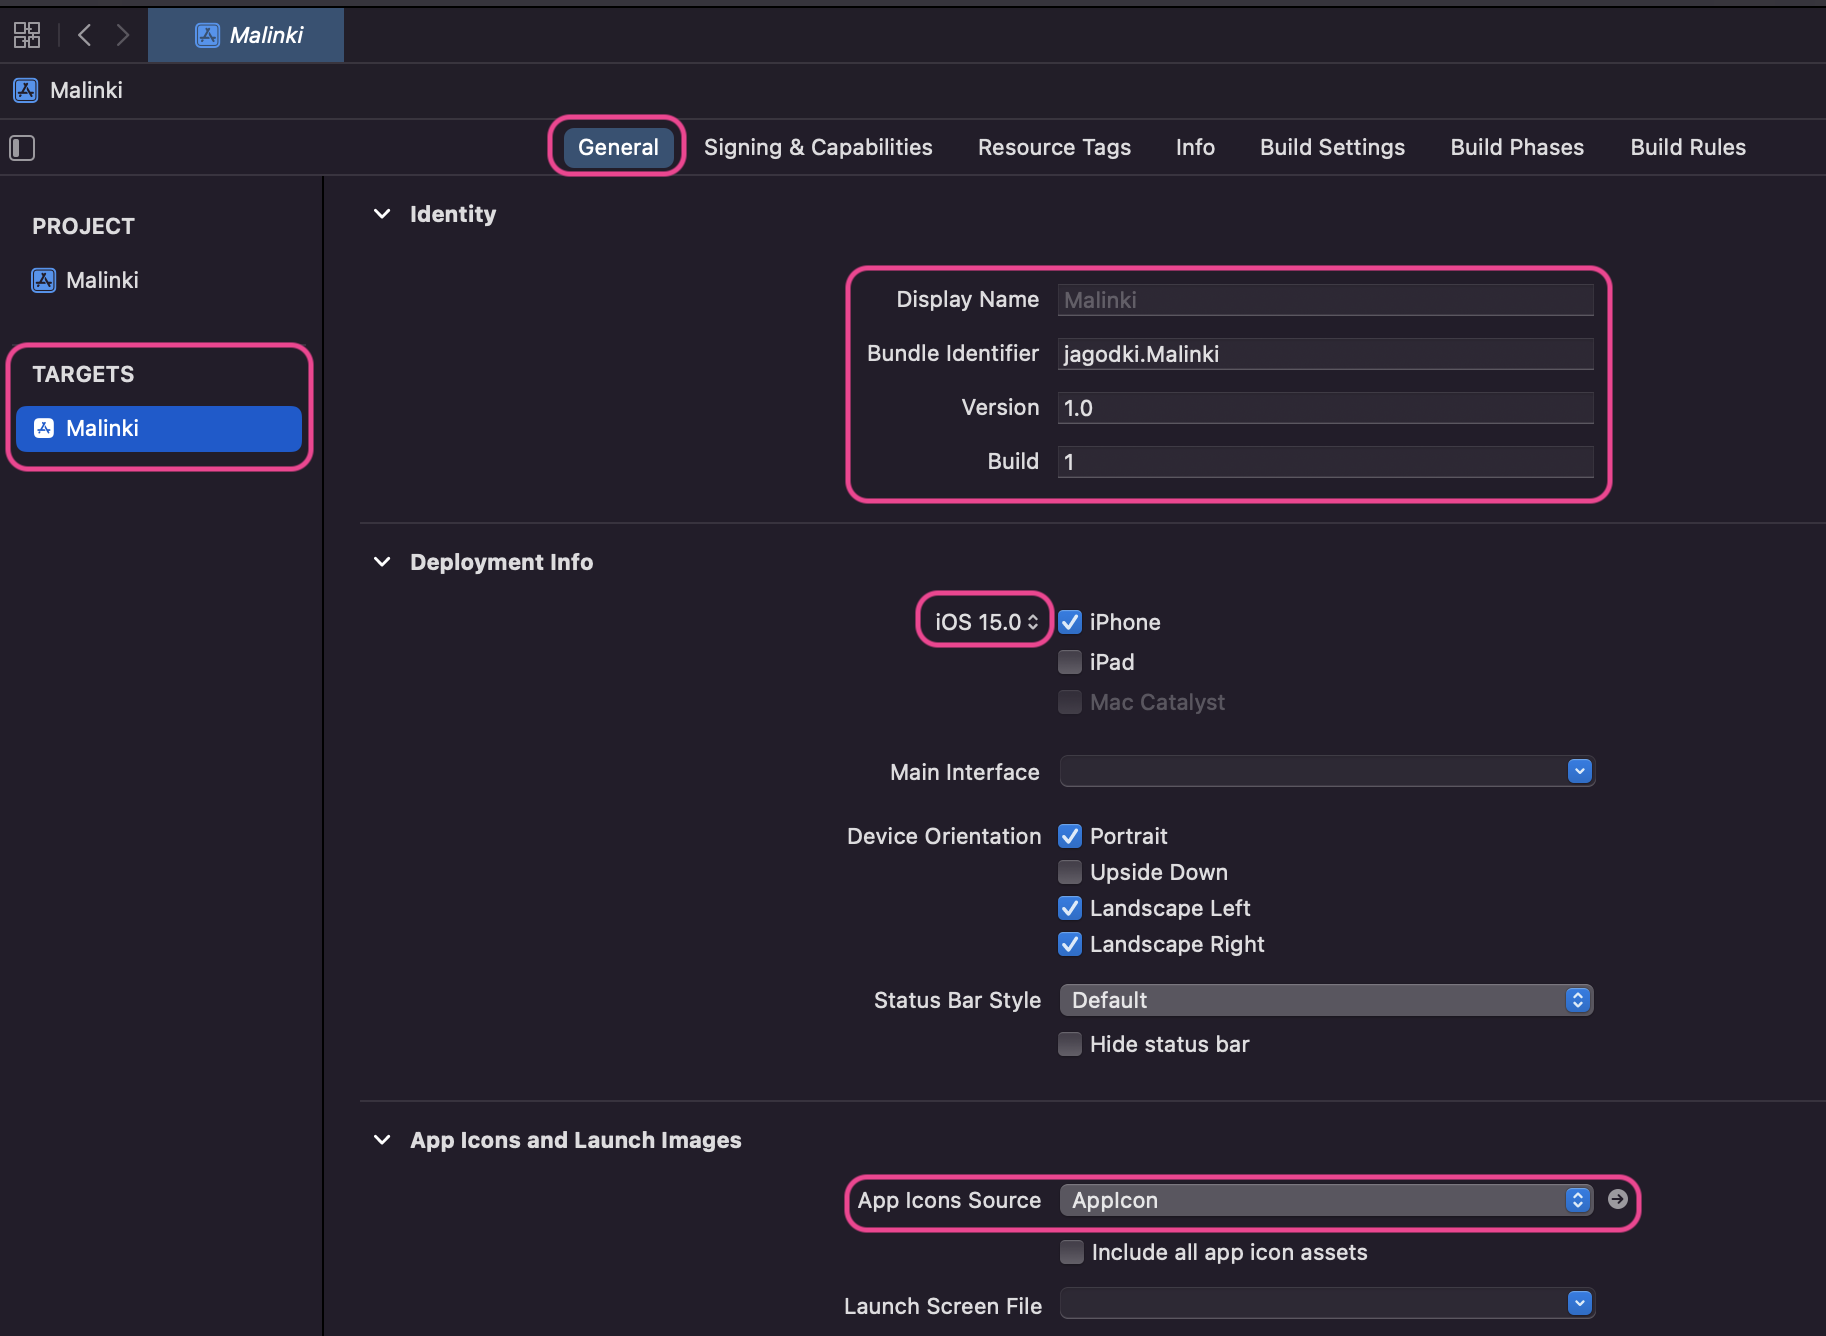 Malinki
Malinki
General Signing & Capabilities Resource Tags Info Build Settings Build Phases Build Rules
PROJECT
Malinki
TARGETS
Malinki
Identity
Display Name Malinki
Bundle Identifier jagodki.Malinki
Version 1.0
Build 1
Deployment Info
iOS 15.0 iPhone
iPad
Mac Catalyst
Main Interface
Device Orientation Portrait
Upside Down
Landscape Left
Landscape Right
Status Bar Style Default
Hide status bar
App Icons and Launch Images
App Icons Source AppIcon
Include all app icon assets
Launch Screen File